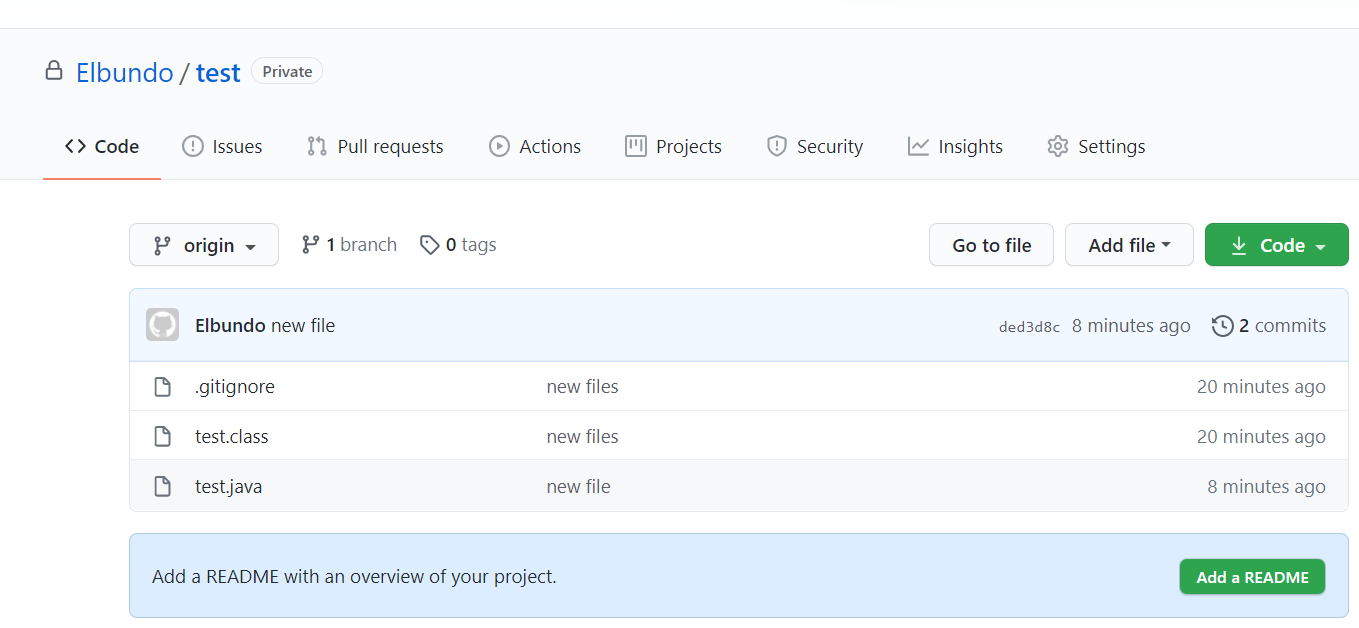 Elbundo / test Private
Code Issues Pull requests Actions Projects Security Insights Settings
origin 1 branch 0 tags Go to file Add file Code
Elbundo new file ded3d8c 8 minutes ago 2 commits
.gitignore new files 20 minutes ago
test.class new files 20 minutes ago
test.java new file 8 minutes ago
Add a README with an overview of your project. Add a README